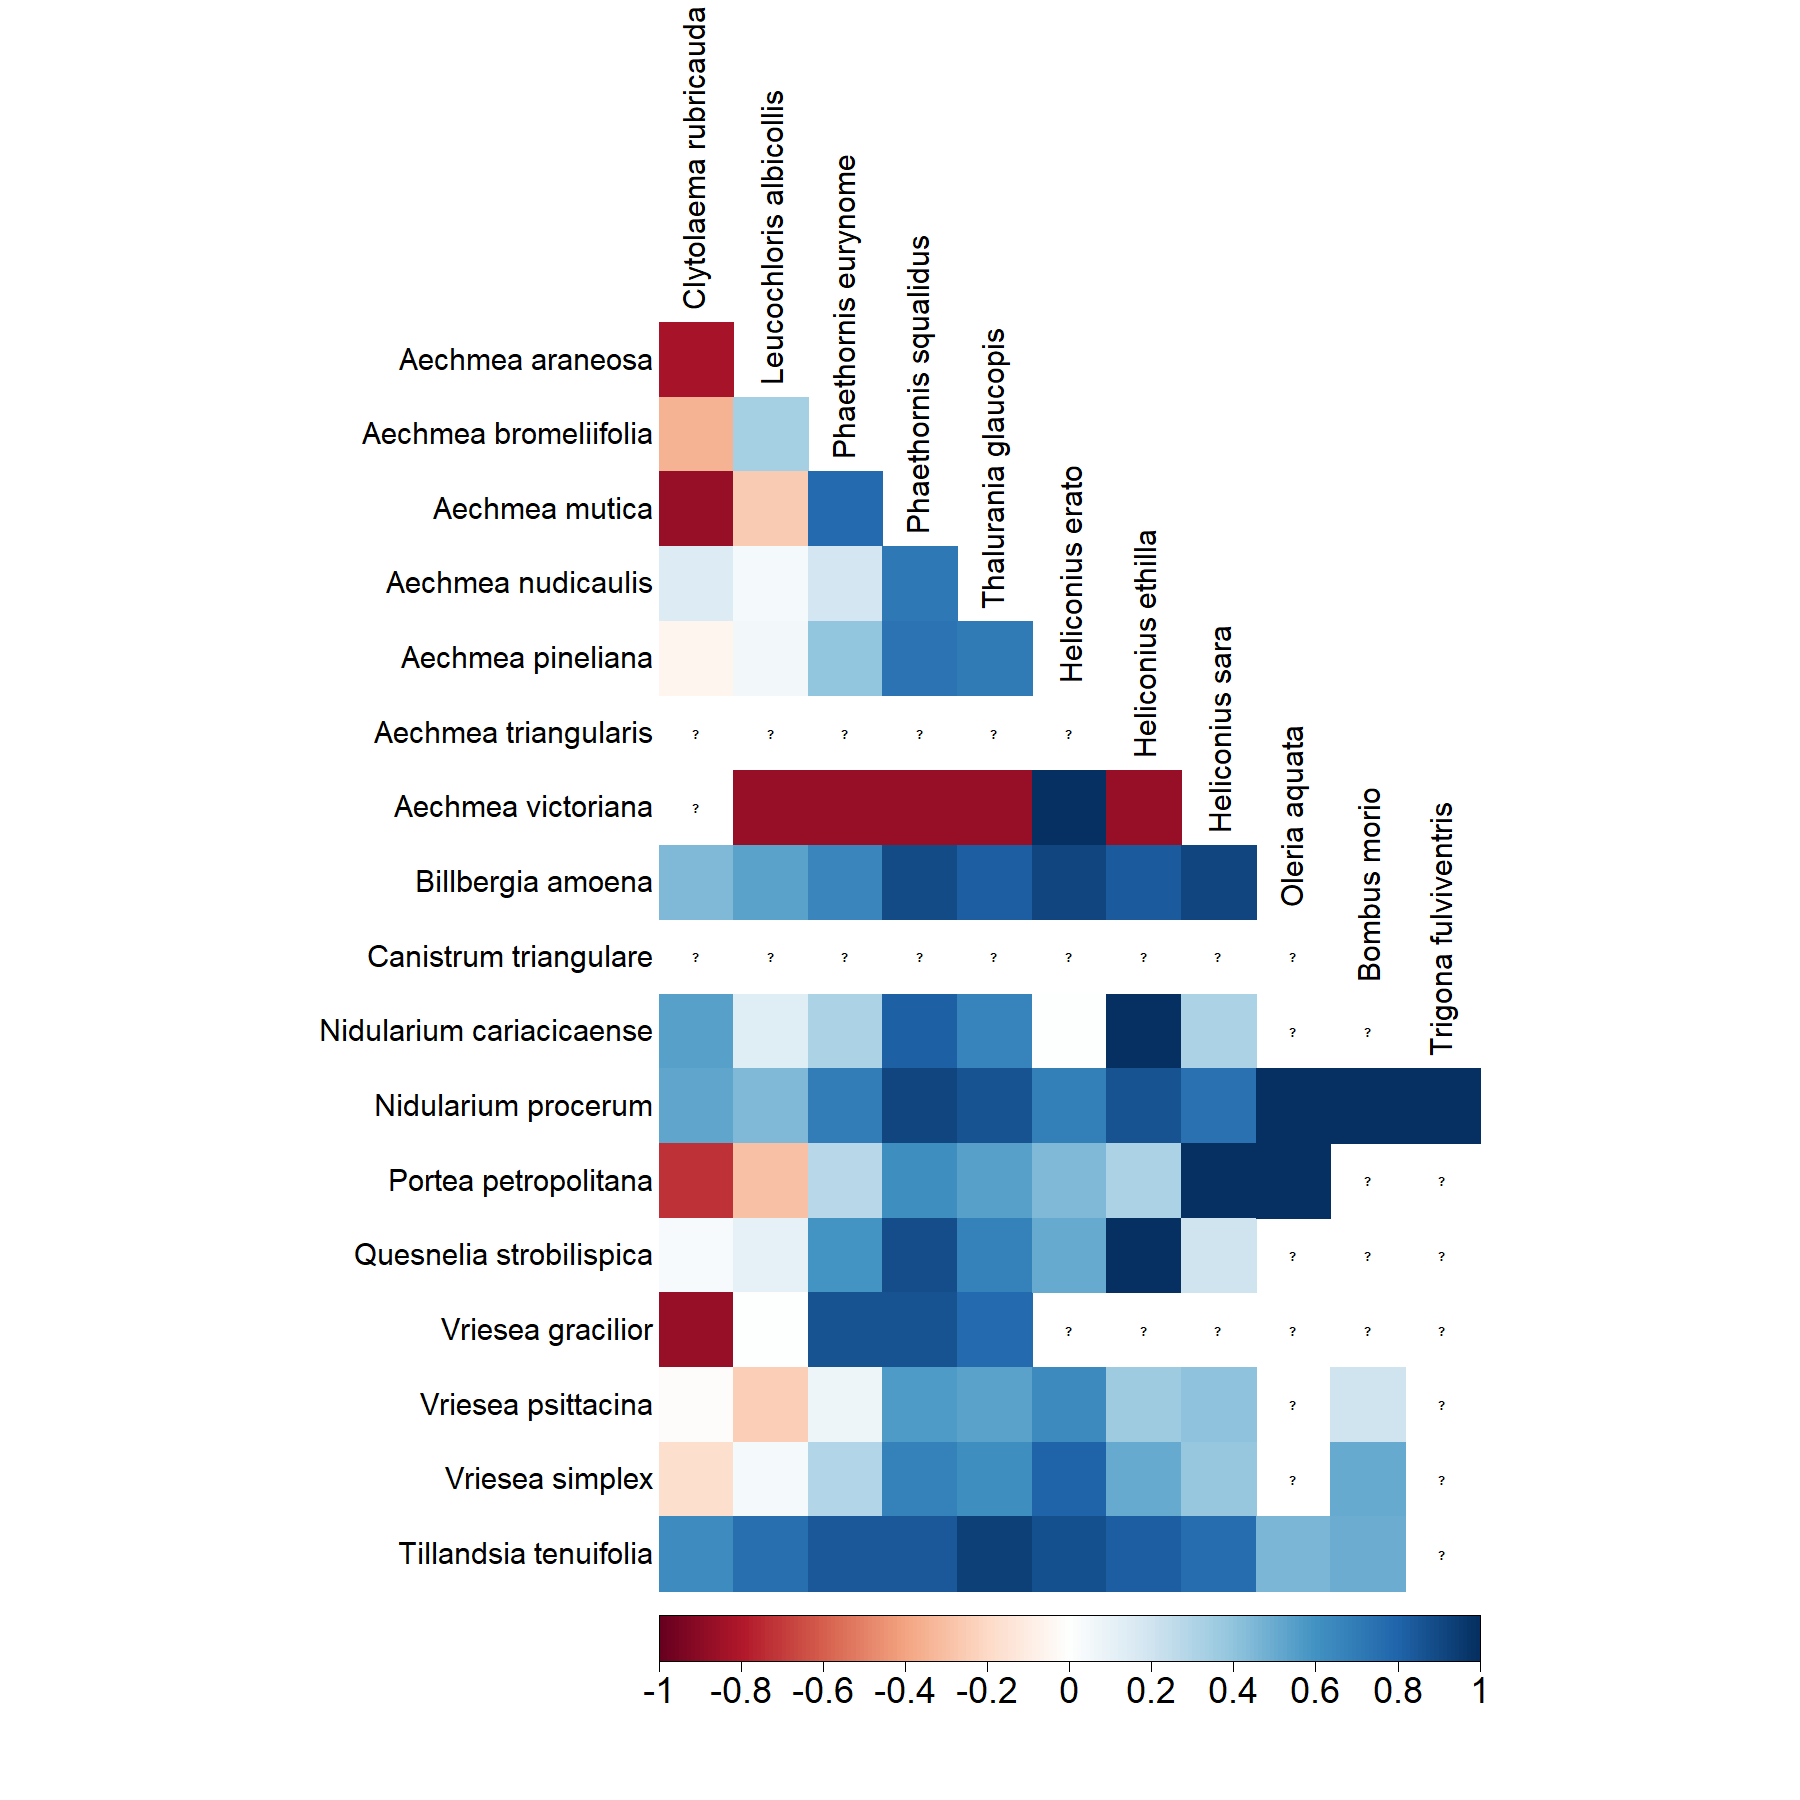 Clytolaema rubricauda
Leucochloris albicollis
Phaethornis eurynome
Phaethornis squalidus
Thalurania glaucopis
Heliconius erato
Heliconius ethilla
Heliconius sara
Oleria aquata
Bombus morio
Trigona fulviventris
Aechmea araneosa
Aechmea bromeliifolia
Aechmea mutica
Aechmea nudicaulis
Aechmea pineliana
Aechmea triangularis ? ? ? ? ? ?
Aechmea victoriana ?
Billbergia amoena
Canistrum triangulare ? ? ? ? ? ? ? ? ?
Nidularium cariacicaense ? ?
Nidularium procerum
Portea petropolitana ? ?
Quesnelia strobilispica ? ? ?
Vriesea gracilior ? ? ? ? ? ?
Vriesea psittacina ? ?
Vriesea simplex ? ?
Tillandsia tenuifolia ?
-1 -0.8 -0.6 -0.4 -0.2 0 0.2 0.4 0.6 0.8 1